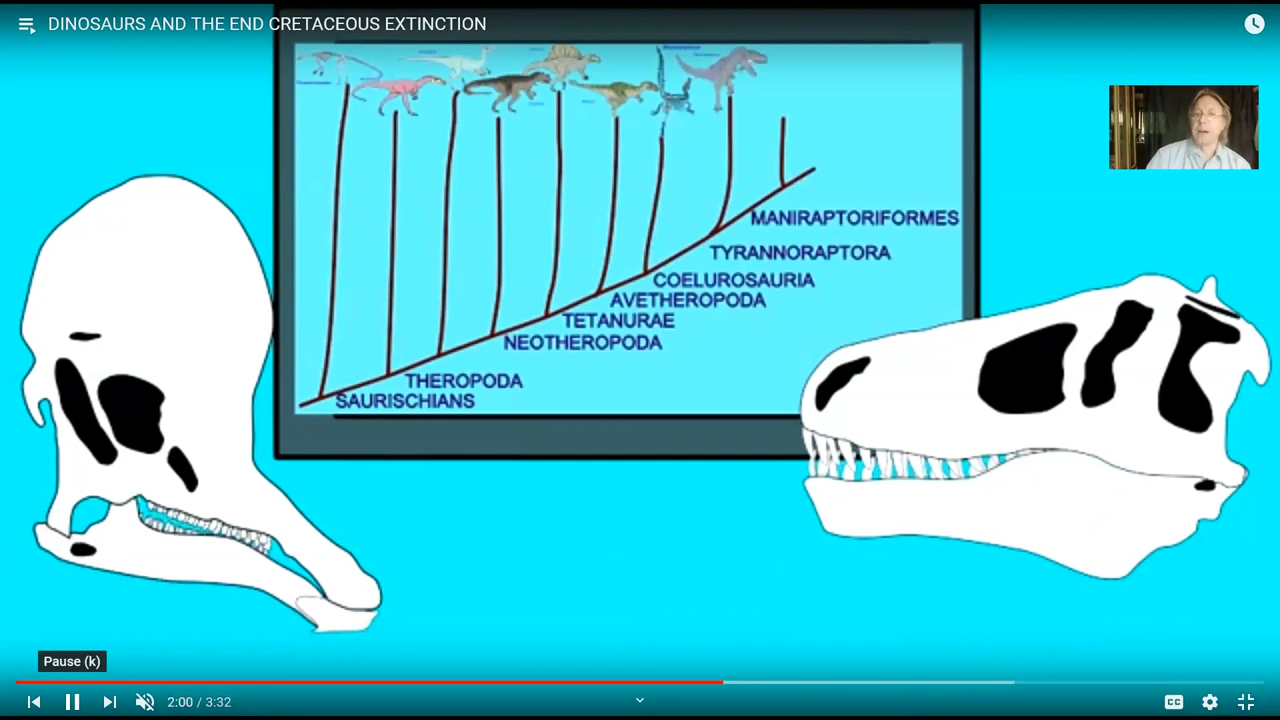 DINOSAURS AND THE END CRETACEOUS EXTINCTION
MANIRAPTORIFORMES
TYRANNORAPTORA
COELUROSAURIA
AVETHEROPODA
TETANURAE
NEOTHEROPODA
THEROPODA
SAURISCHIANS
Pause (k)
2:00 / 3:32
CC